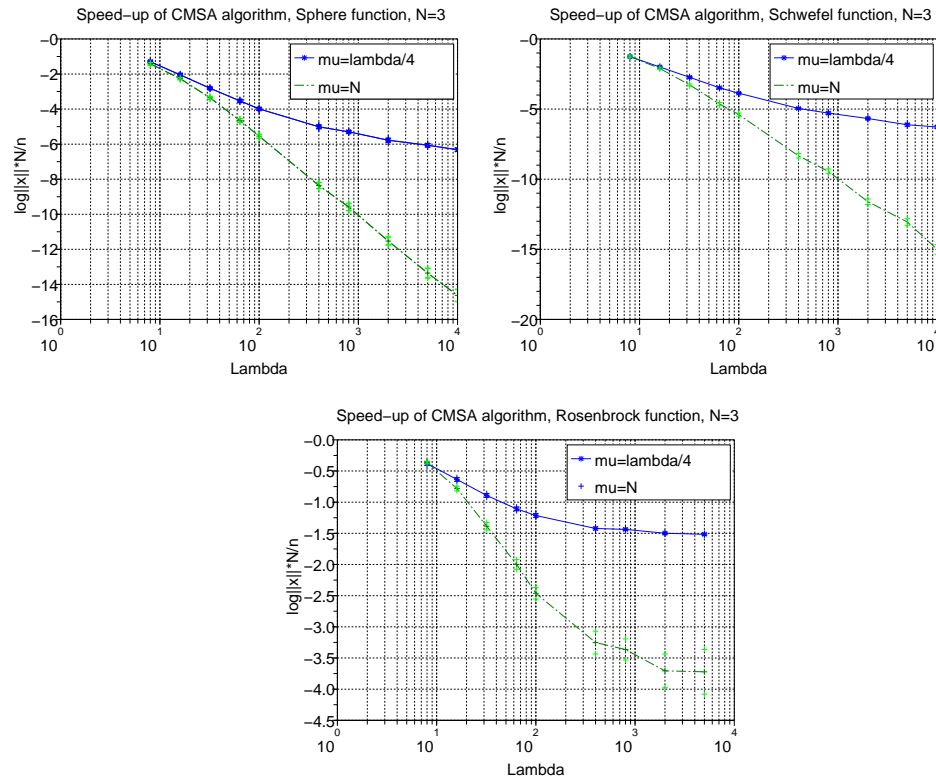 Speed-up of CMSA algorithm, Sphere function, N=3
log||x||*N/n
-0
-2
-4
-6
-8
-10
-12
-14
-16
mu=lambda/4
mu=N
10^0 10^1 10^2 10^3 10^4
Lambda
Speed-up of CMSA algorithm, Schwefel function, N=3
log||x||*N/n
-0
-5
-10
-15
-20
mu=lambda/4
mu=N
10^0 10^1 10^2 10^3 10^4
Lambda
Speed-up of CMSA algorithm, Rosenbrock function, N=3
log||x||*N/n
-0.0
-0.5
-1.0
-1.5
-2.0
-2.5
-3.0
-3.5
-4.0
-4.5
mu=lambda/4
mu=N
10^0 10^1 10^2 10^3 10^4
Lambda